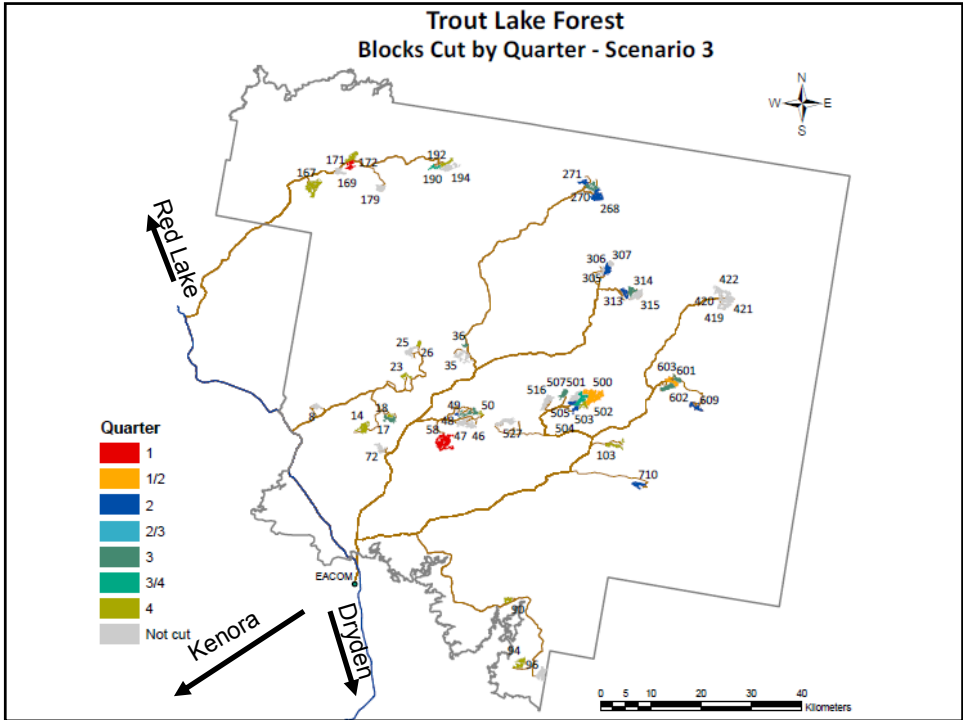 Trout Lake Forest
Blocks Cut by Quarter - Scenario 3
N
W E
S
171 172 192
167 169 190 194
179
271
270 268
Red Lake
306 307
305 314
313 315
422
420 421
419
36
25 26 35
23
603 601
602 609
516 507 501 500
505 502
503
504
8
18
14 17
49 50
48
58 47 46
527
72
103
710
Quarter
1
1/2
2
2/3
3
3/4
4
Not cut
EACOM
Kenora
Dryden
90
94
96
0 5 10 20 30 40
Kilometers